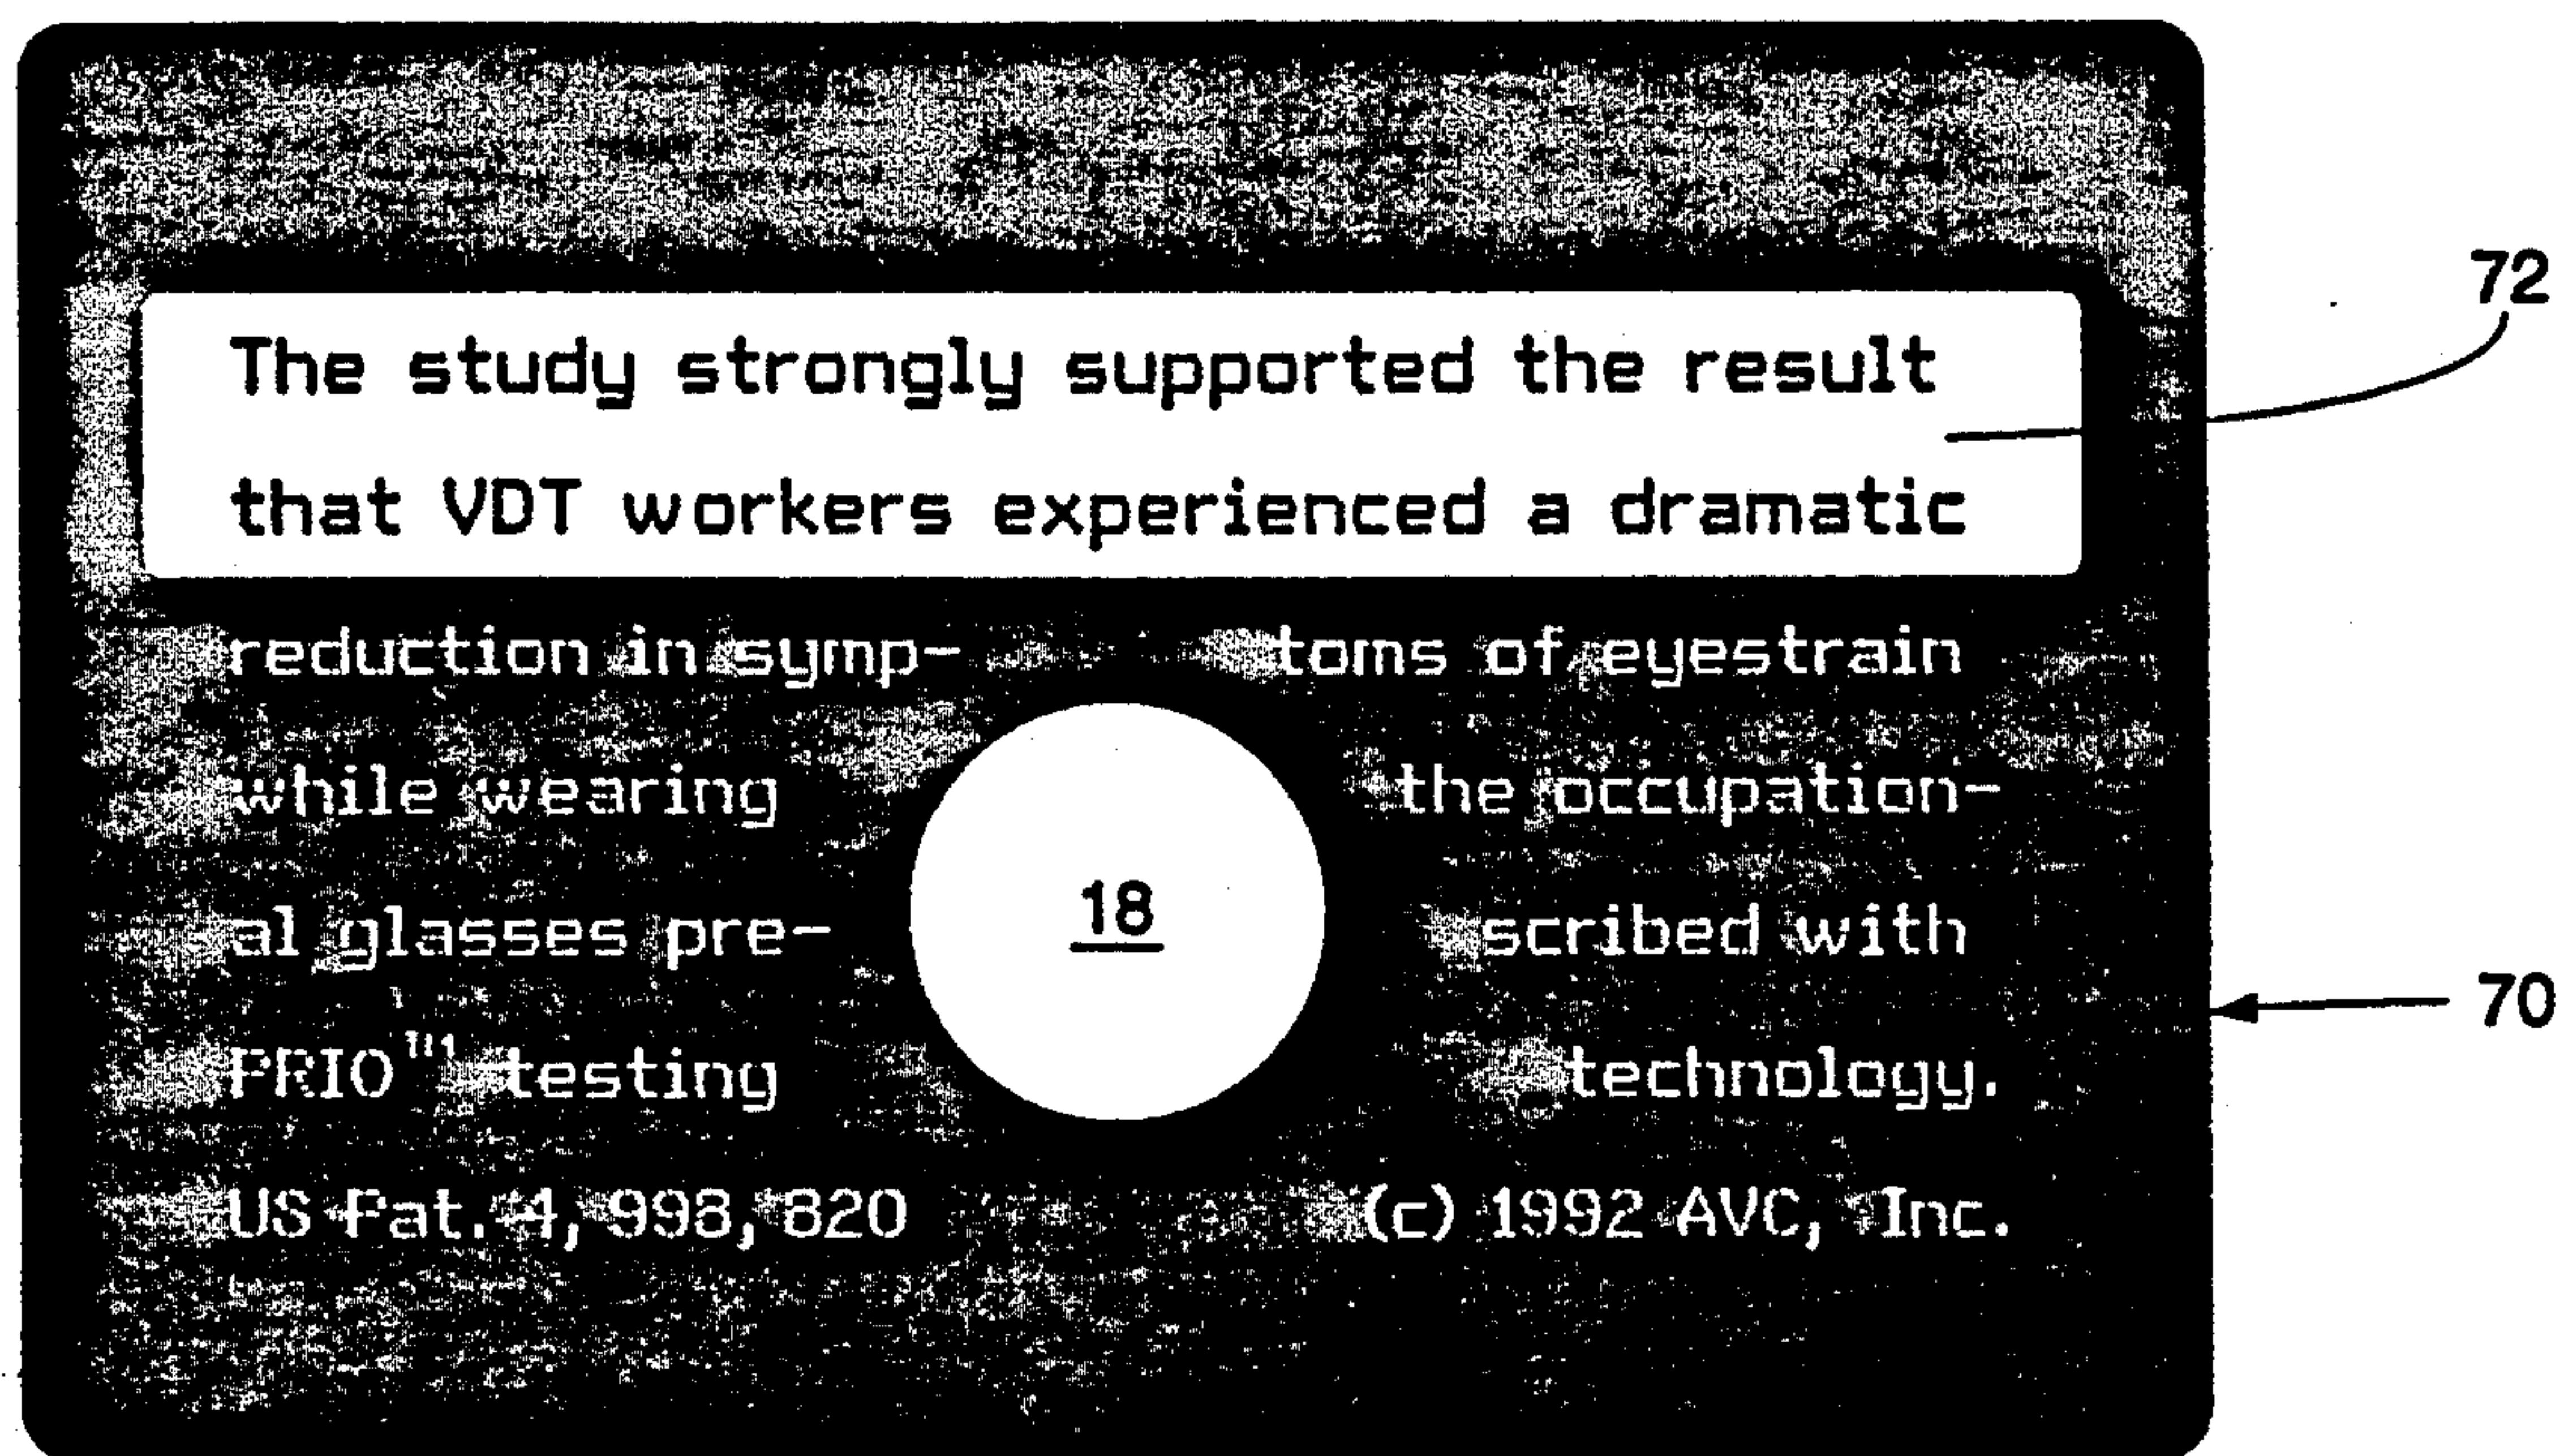 The study strongly supported the result
that VDT workers experienced a dramatic
reduction in symp- toms of eyestrain
while wearing the occupation-
al glasses pre- scribed with
PRIO™ testing technology.
US Pat. 4,998,820 (c) 1992 AVC, Inc.
18
72
70